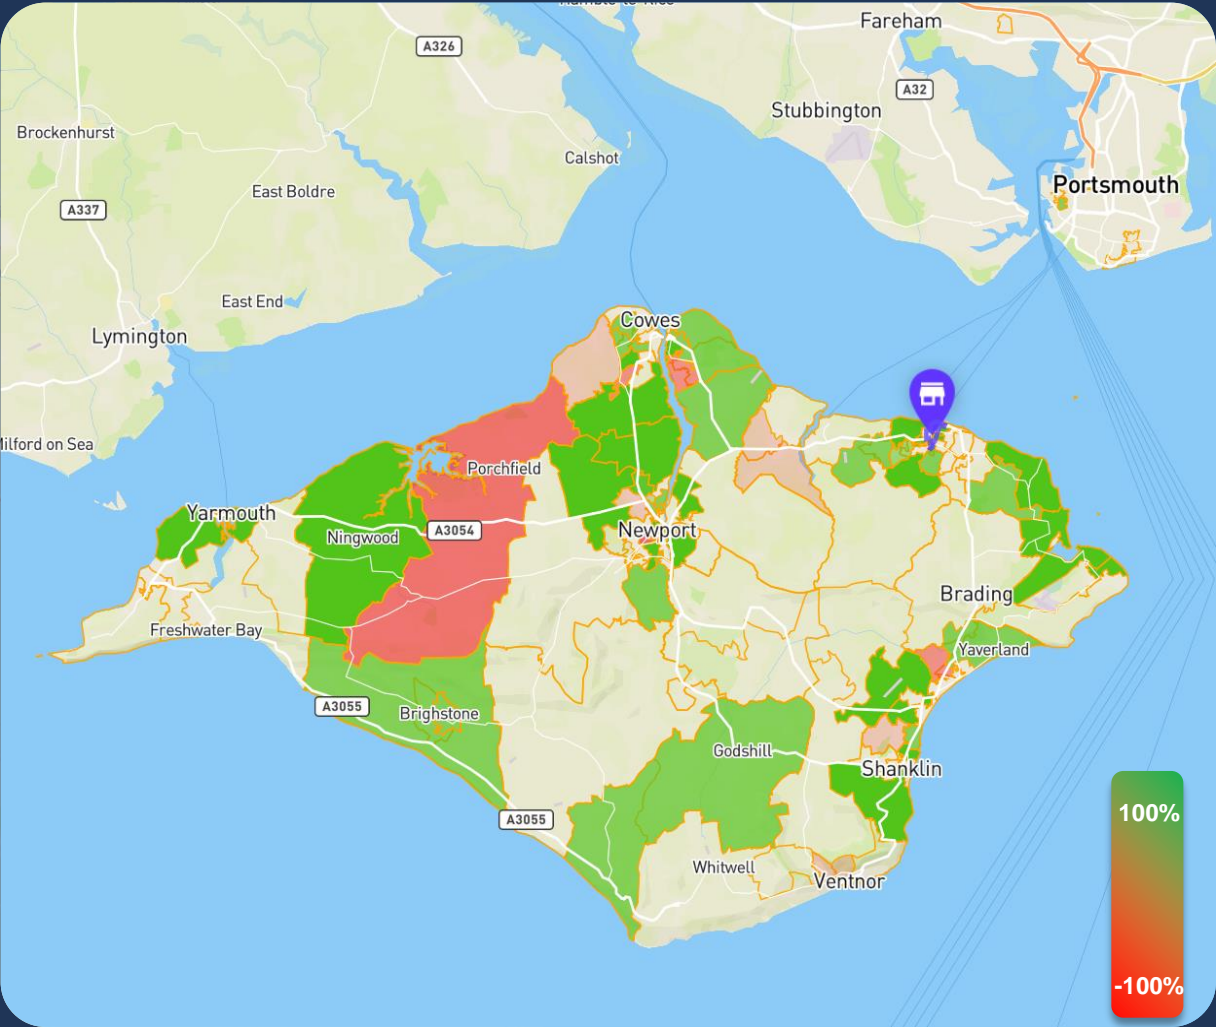 Fareham
A326
A32
Stubbington
Brockenhurst
Calshot
Portsmouth
East Boldre
A337
East End
Cowes
Lymington
Milford on Sea
Porchfield
Yarmouth
A3054
Newport
Ningwood
Brading
Freshwater Bay
Yaverland
A3055
Brighstone
Godshill
Shanklin
A3055
100%
Whitwell
Ventnor
-100%